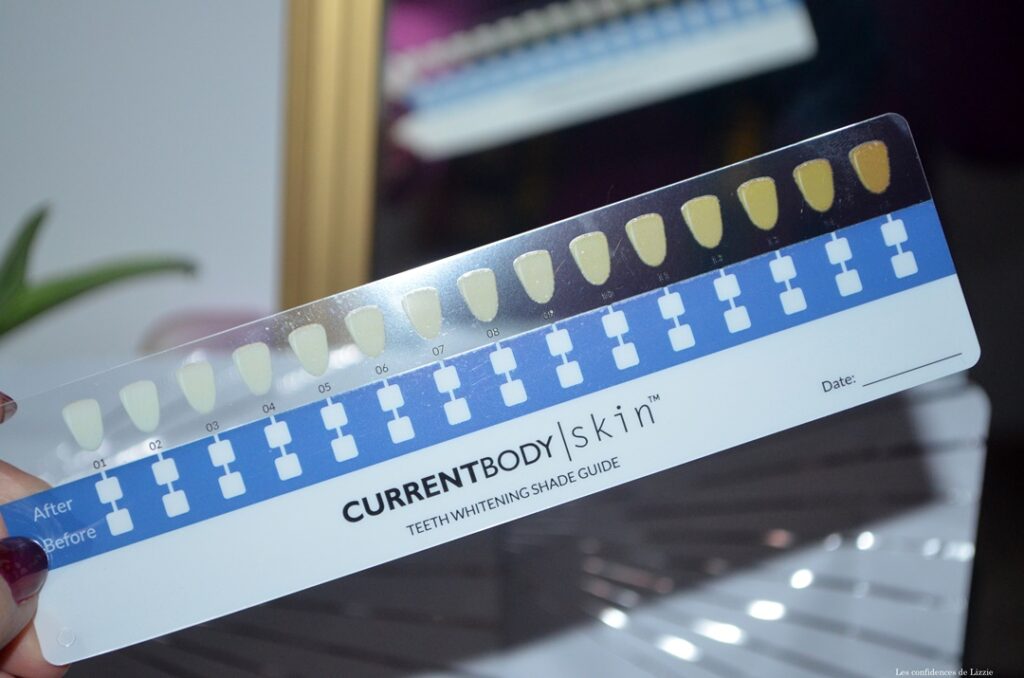 01 02 03 04 05 06 07 08
After
Before
CURRENTBODY|skin™
TEETH WHITENING SHADE GUIDE
Date:
Les confidences de Lizzie